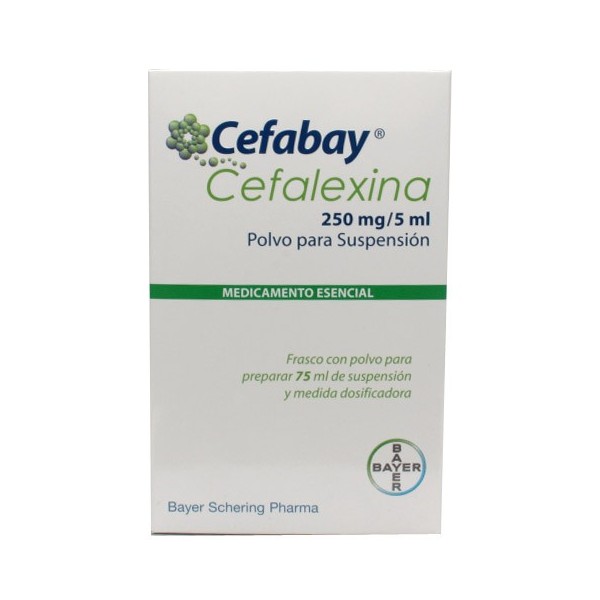 Cefabay®
Cefalexina
250 mg/5 ml
Polvo para Suspensión
MEDICAMENTO ESENCIAL
Frasco con polvo para
preparar 75 ml de suspensión
y medida dosificadora
BAYER
BAYER
Bayer Schering Pharma